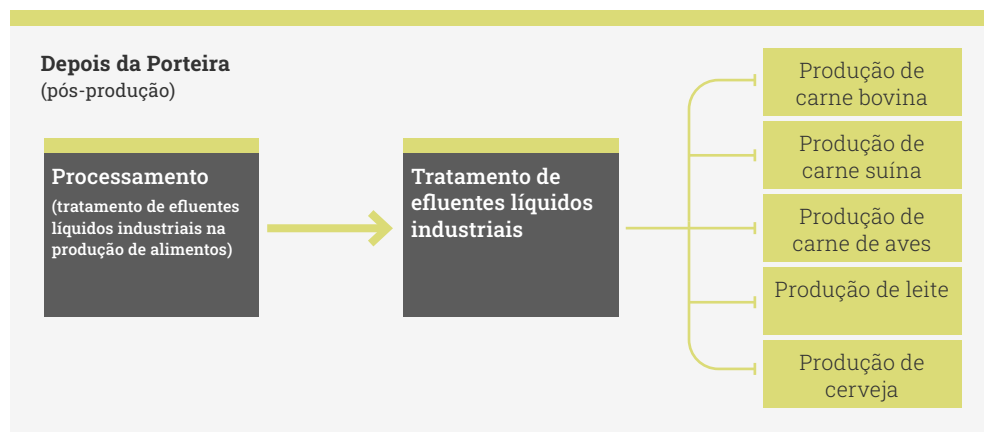 Depois da Porteira
(pós-produção)
Processamento
(tratamento de efluentes
líquidos industriais na
produção de alimentos)
Tratamento de
efluentes líquidos
industriais
Produção de
carne bovina
Produção de
carne suína
Produção de
carne de aves
Produção de leite
Produção de
cerveja